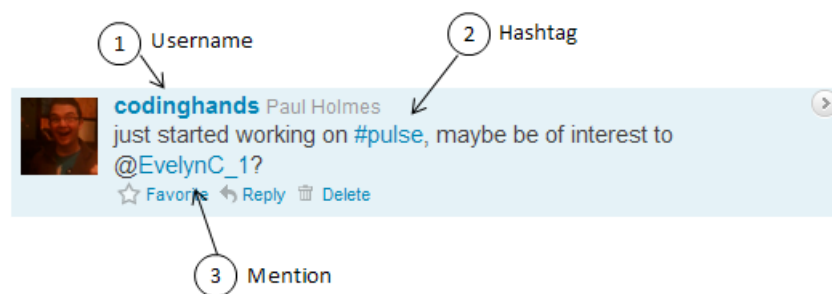 1 Username
2 Hashtag
codinghands Paul Holmes
just started working on #pulse, maybe be of interest to
@EvelynC_1?
Favorite Reply Delete
3 Mention